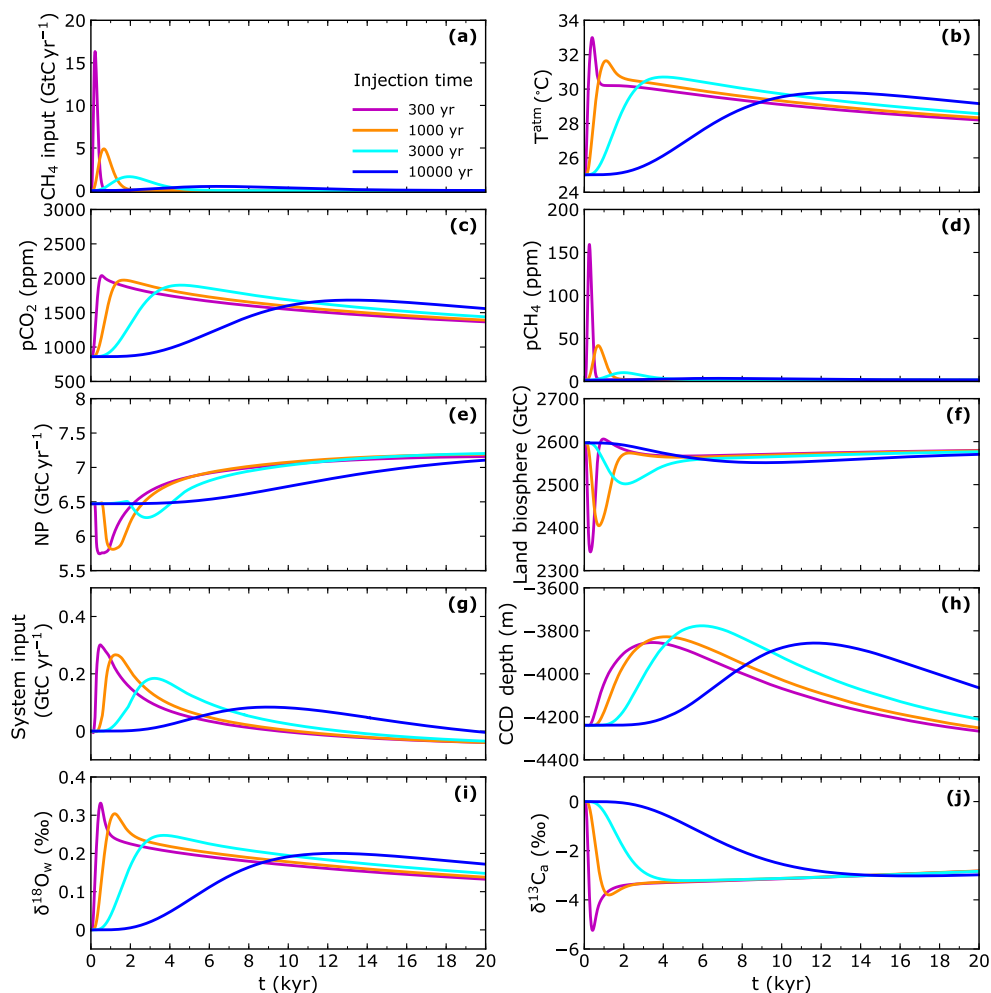 (a)
20
15
10
5
0
CH₄ input (GtC yr⁻¹)
Injection time
300 yr
1000 yr
3000 yr
10000 yr
(b)
34
32
30
28
26
24
Tᵃᵗᵐ (°C)
(c)
3000
2500
2000
1500
1000
500
pCO₂ (ppm)
(d)
200
150
100
50
0
pCH₄ (ppm)
(e)
8
7.5
7
6.5
6
5.5
NP (GtC yr⁻¹)
(f)
2700
2600
2500
2400
2300
Land biosphere (GtC)
(g)
0.4
0.2
0
System input
(GtC yr⁻¹)
(h)
−3600
−3800
−4000
−4200
−4400
CCD depth (m)
(i)
0.4
0.3
0.2
0.1
0
δ¹⁸O_w (‰)
0 2 4 6 8 10 12 14 16 18 20
t (kyr)
(j)
0
−2
−4
−6
δ¹³Cₐ (‰)
0 2 4 6 8 10 12 14 16 18 20
t (kyr)